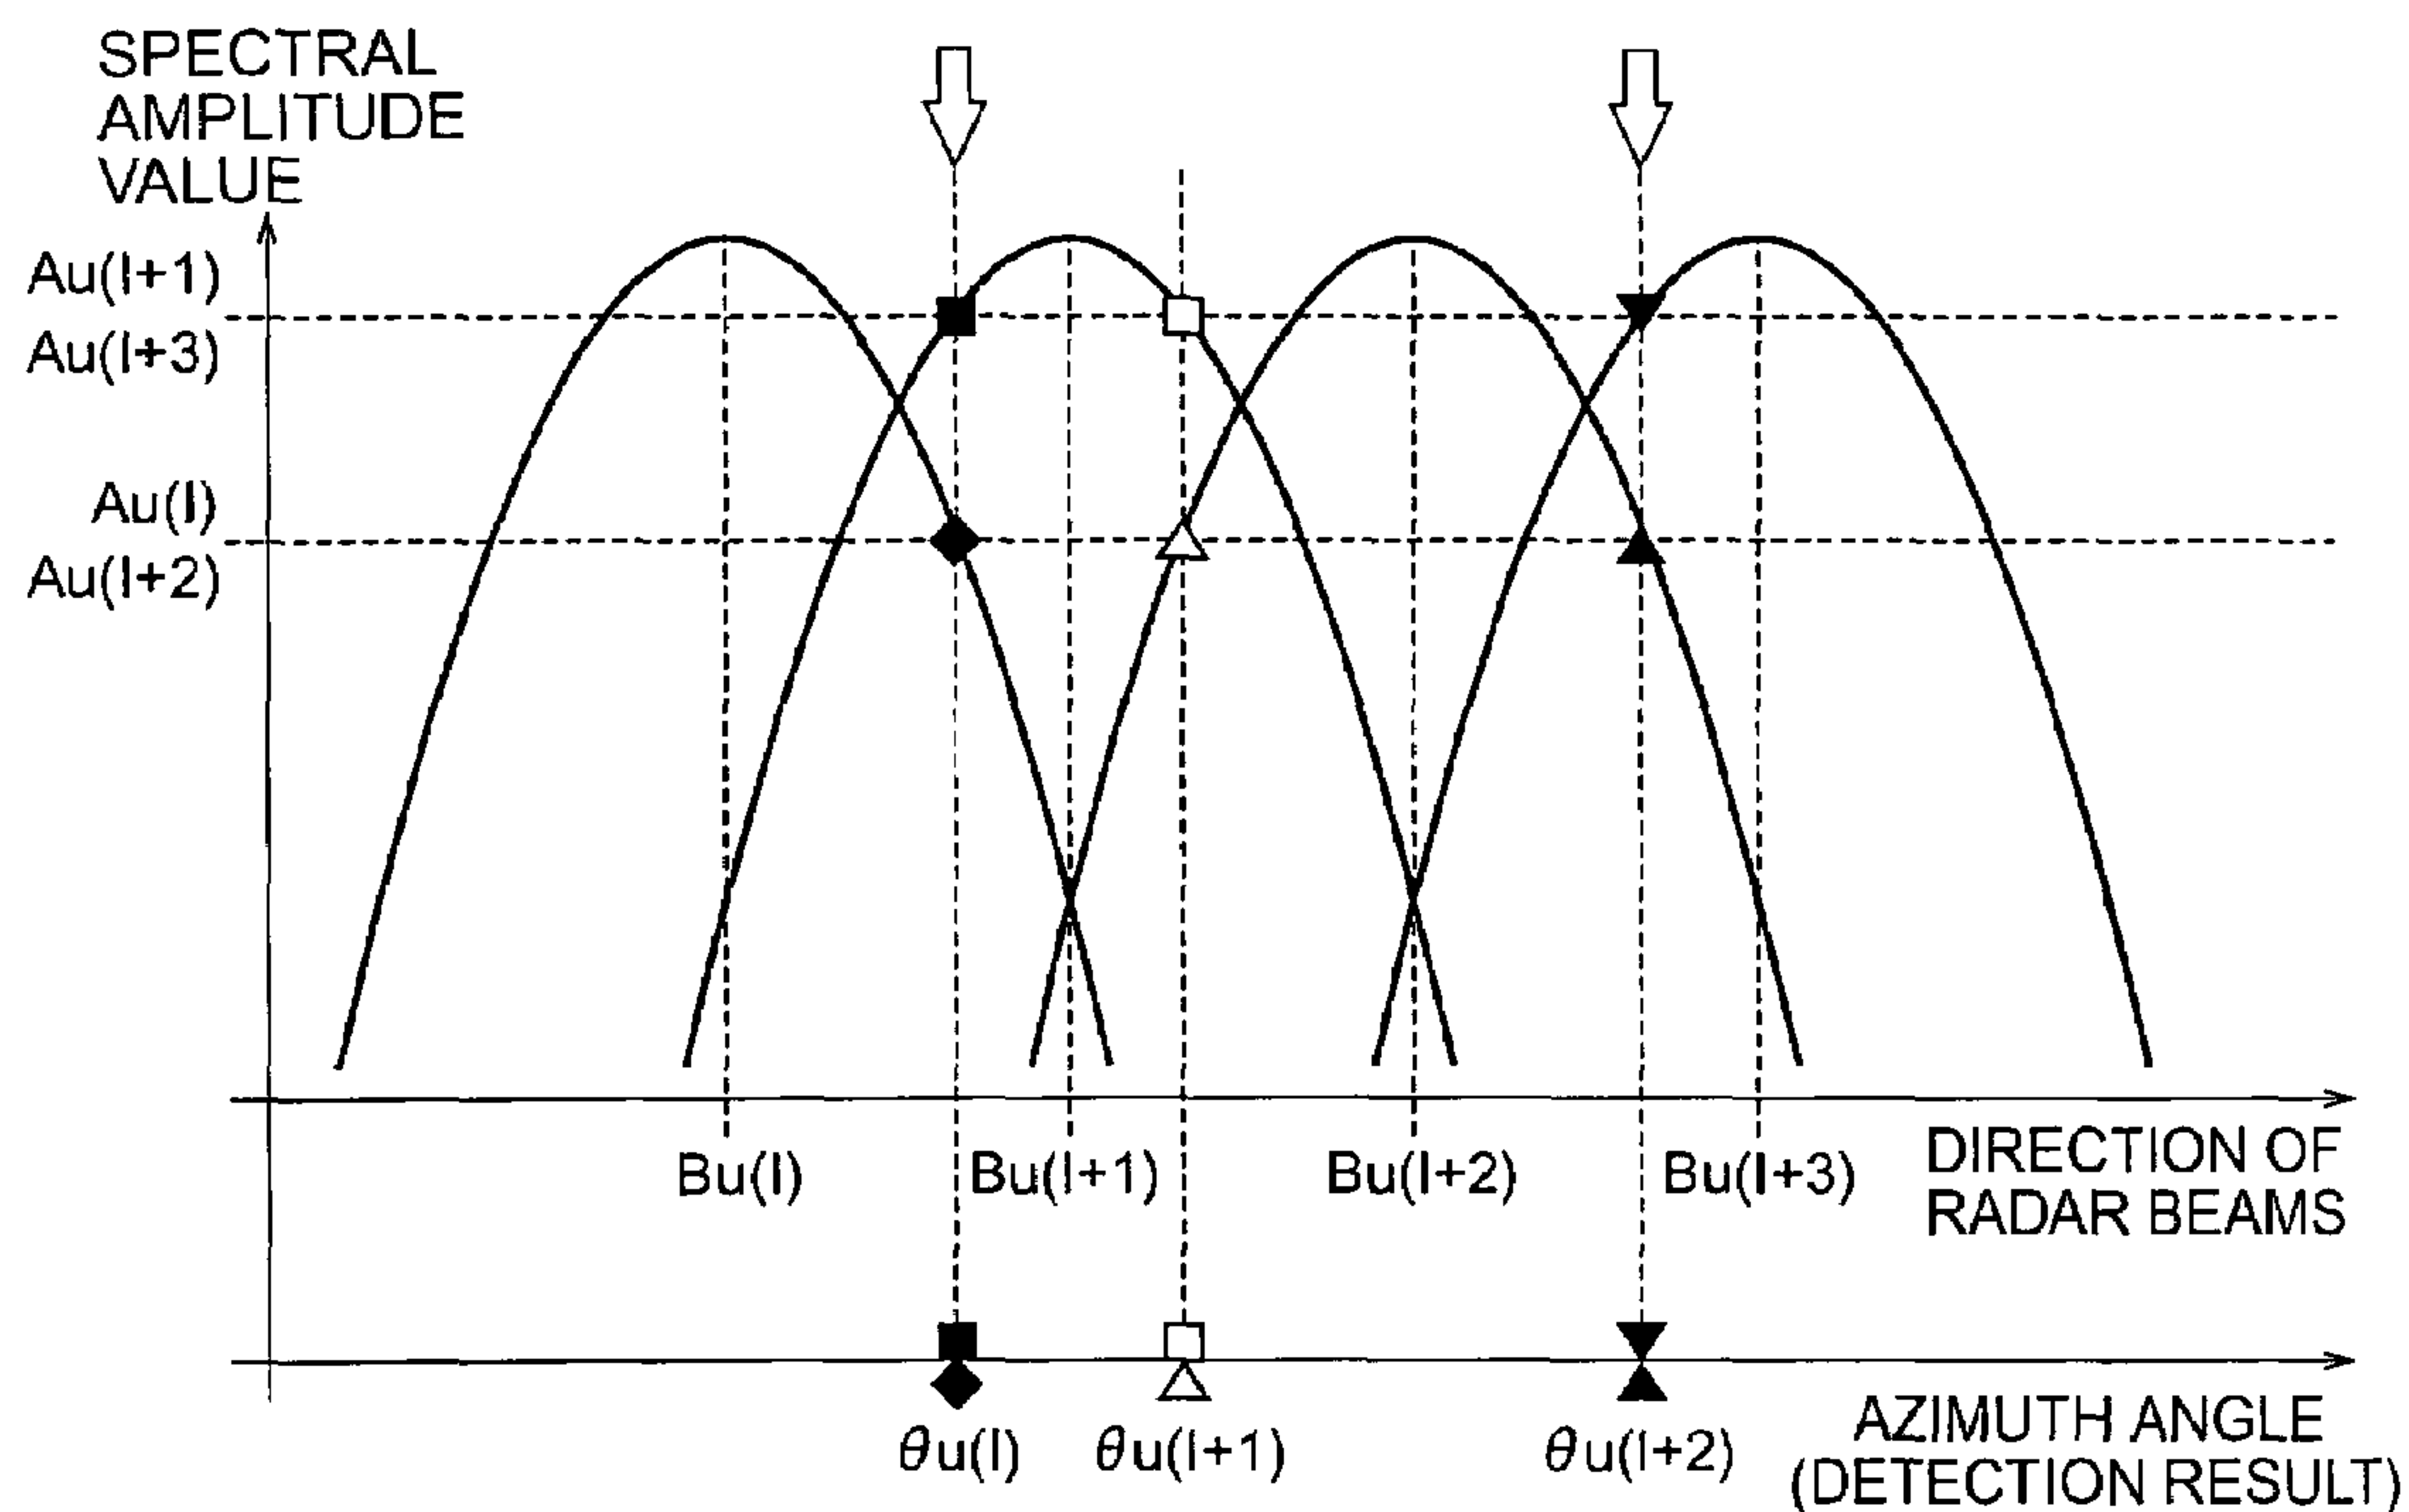 SPECTRAL
AMPLITUDE
VALUE
Au(I+1)
Au(I+3)
Au(I)
Au(I+2)
Bu(I)
Bu(I+1)
Bu(I+2)
Bu(I+3)
DIRECTION OF
RADAR BEAMS
θu(I)
θu(I+1)
θu(I+2)
AZIMUTH ANGLE
(DETECTION RESULT)